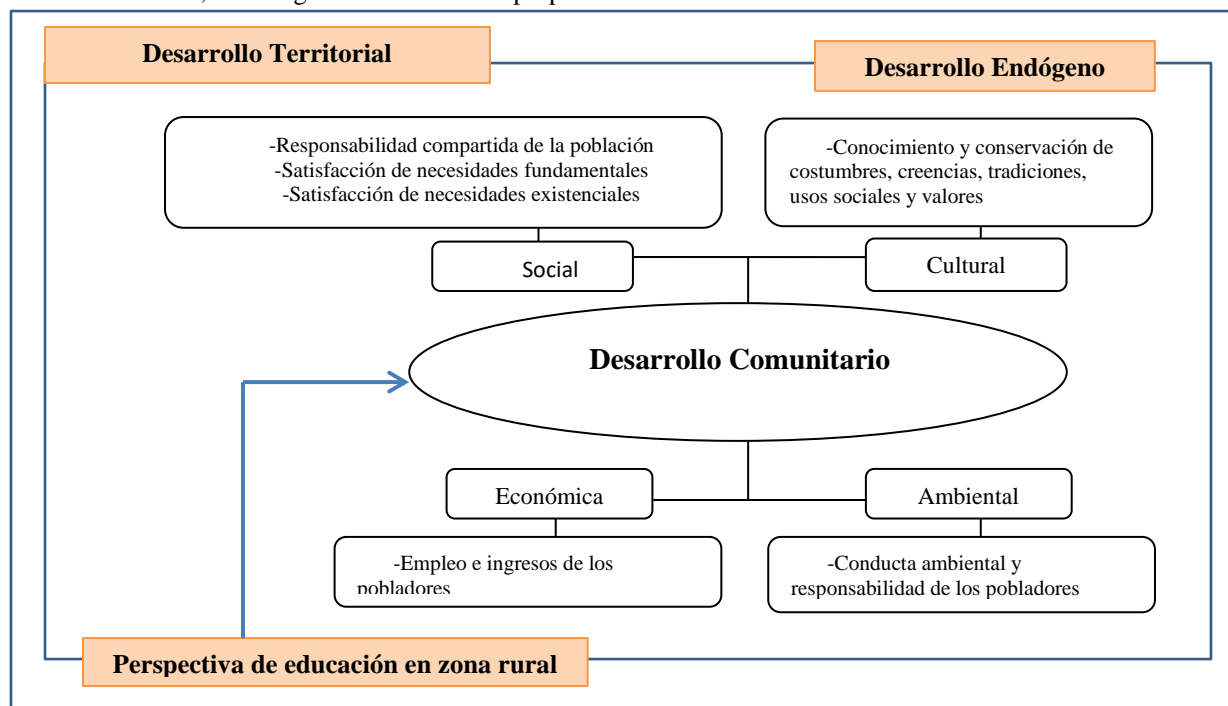 Desarrollo Territorial
Desarrollo Endógeno
-Responsabilidad compartida de la población
-Satisfacción de necesidades fundamentales
-Satisfacción de necesidades existenciales
-Conocimiento y conservación de
costumbres, creencias, tradiciones,
usos sociales y valores
Social
Cultural
Desarrollo Comunitario
Económica
Ambiental
-Empleo e ingresos de los
pobladores
-Conducta ambiental y
responsabilidad de los pobladores
Perspectiva de educación en zona rural